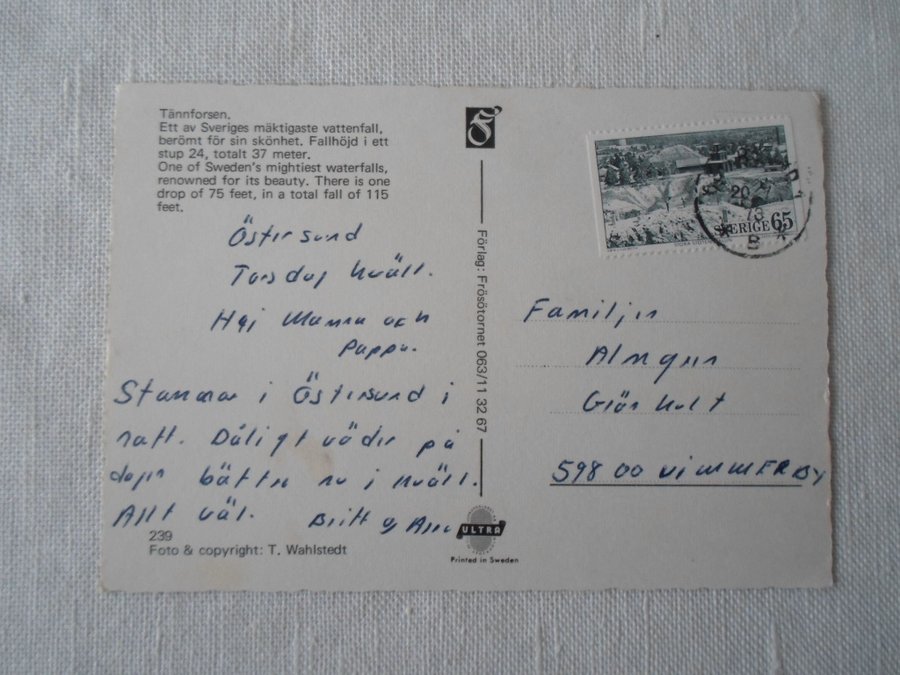 Tännforsen.
Ett av Sveriges mäktigaste vattenfall,
berömt för sin skönhet. Fallhöjd i ett
stup 24, totalt 37 meter.
One of Sweden's mightiest waterfalls,
renowned for its beauty. There is one
drop of 75 feet, in a total fall of 115
feet.
Östersund
Torsdag kväll.
Hej Mamma och
Pappa.
Stannar i Östersund i
natt. Dåligt väder på
dagen bättre nu i kväll.
Allt väl. Britt o
239
Foto & copyright: T. Wahlstedt
Förlag: Frösötornet 063/11 32 67
ULTRA
Printed in Sweden
SVERIGE 65
20
73
B
Familjen
Almgren
598 00 VIMMERBY